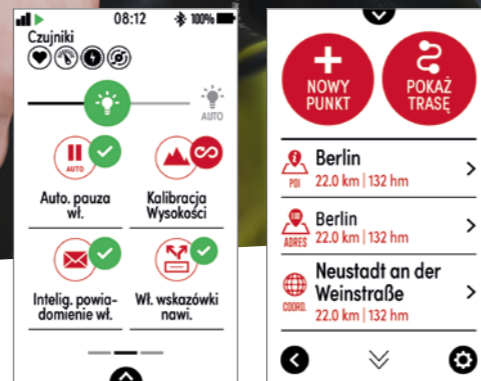 08:12
100%
Czujniki
AUTO
AUTO
Auto. pauza
wł.
Kalibracja
Wysokości
Intelig. powia-
domienie wł.
Wł. wskazówki
nawi.
NOWY
PUNKT
POKAŻ
TRASĘ
Berlin
POI
22.0 km | 132 hm
Berlin
ADRES
22.0 km | 132 hm
Neustadt an der
Weinstraße
COORD.
22.0 km | 132 hm